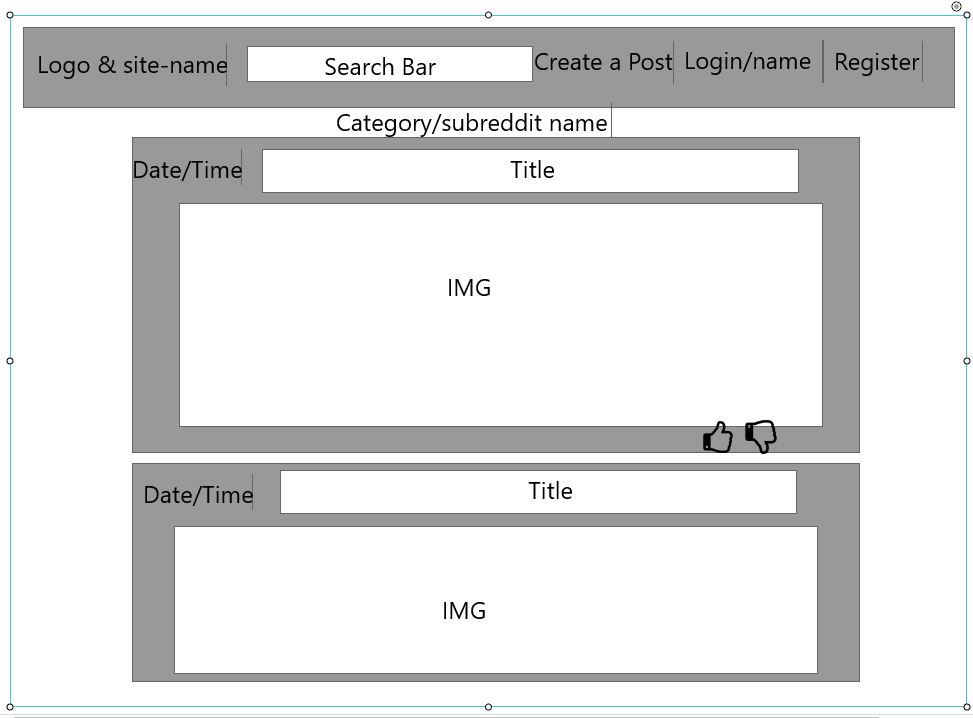 Logo & site-name
Search Bar
Create a Post
Login/name
Register
Category/subreddit name
Date/Time
Title
IMG
Date/Time
Title
IMG